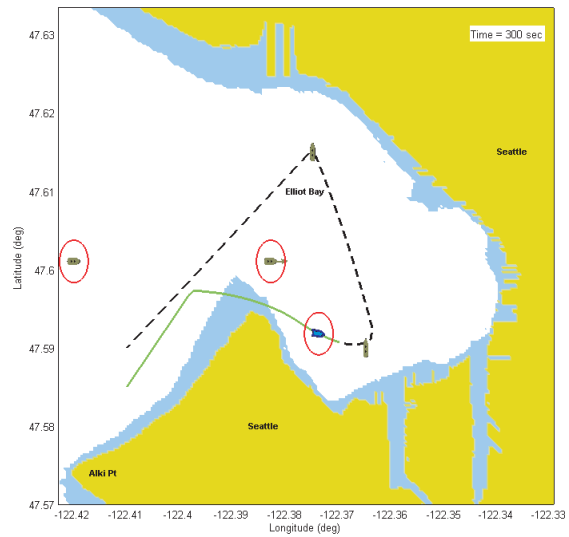 47.63
Time = 300 sec
47.62
Seattle
47.61
Elliot Bay
47.6
47.59
47.58
Seattle
Alki Pt
47.57
-122.42 -122.41 -122.4 -122.39 -122.38 -122.37 -122.36 -122.35 -122.34 -122.33
Longitude (deg)
Latitude (deg)